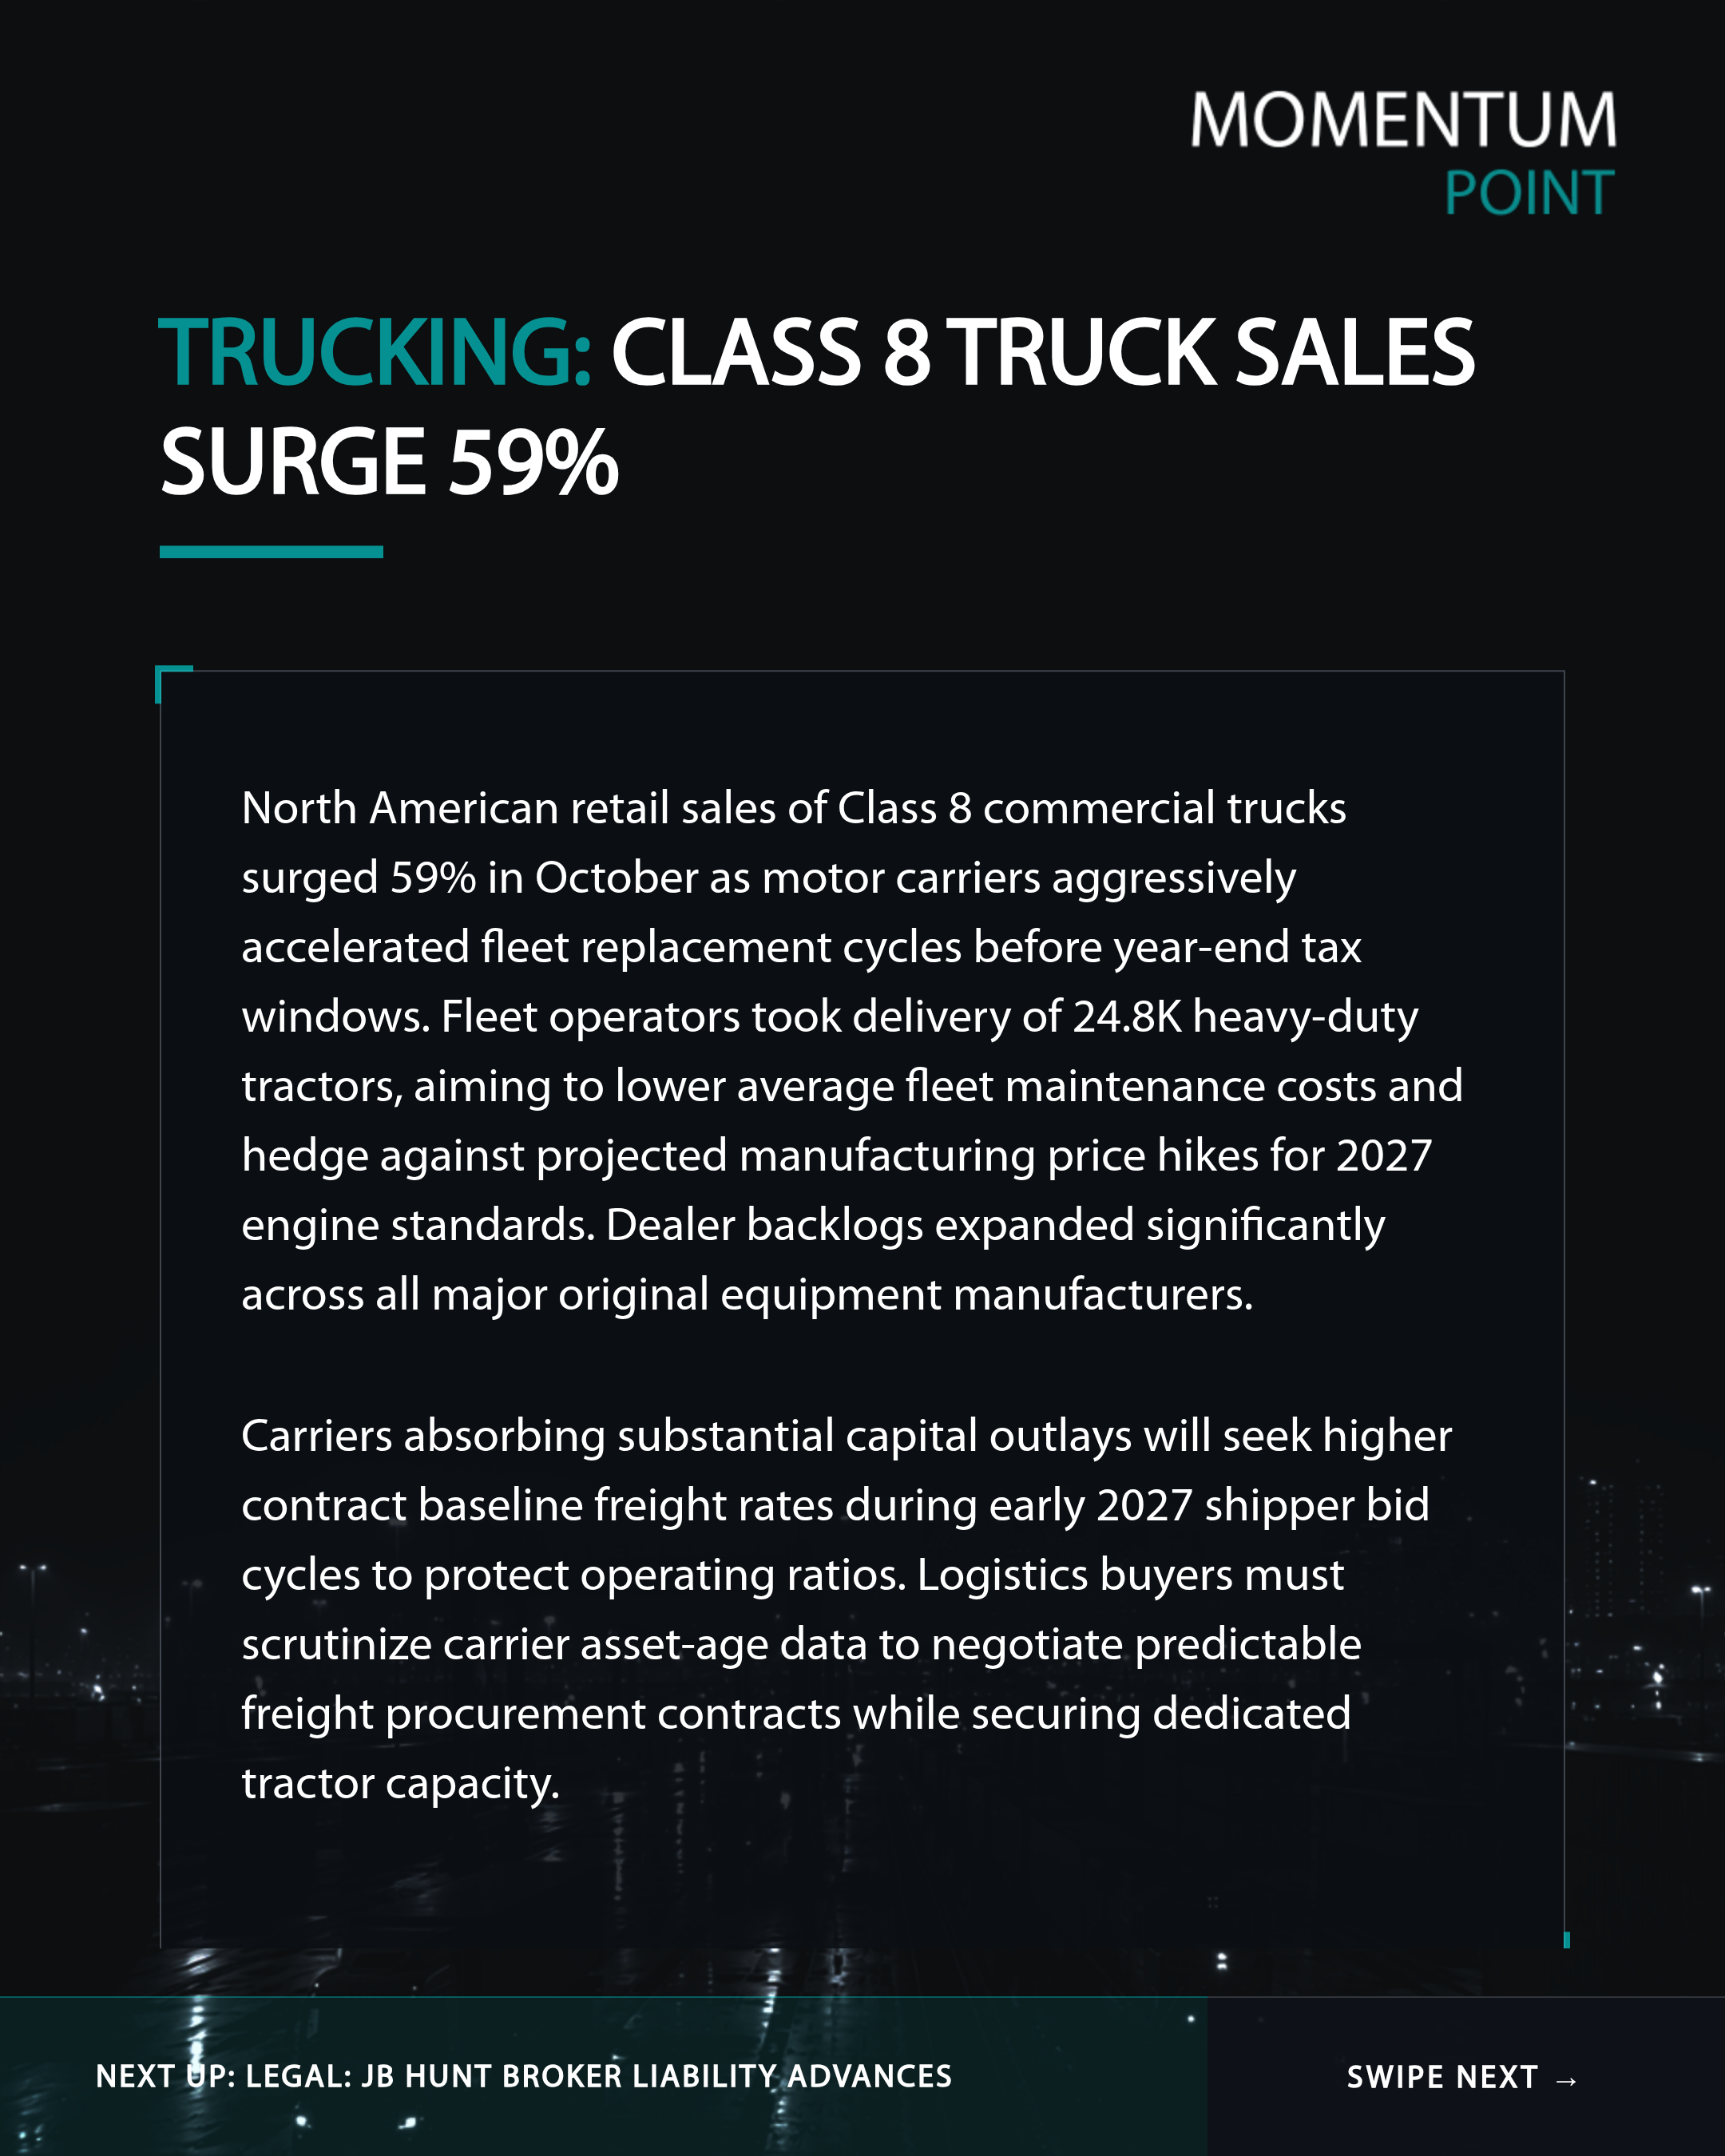 MOMENTUM
POINT
TRUCKING: CLASS 8 TRUCK SALES
SURGE 59%
North American retail sales of Class 8 commercial trucks
surged 59% in October as motor carriers aggressively
accelerated fleet replacement cycles before year-end tax
windows. Fleet operators took delivery of 24.8K heavy-duty
tractors, aiming to lower average fleet maintenance costs and
hedge against projected manufacturing price hikes for 2027
engine standards. Dealer backlogs expanded significantly
across all major original equipment manufacturers.
Carriers absorbing substantial capital outlays will seek higher
contract baseline freight rates during early 2027 shipper bid
cycles to protect operating ratios. Logistics buyers must
scrutinize carrier asset-age data to negotiate predictable
freight procurement contracts while securing dedicated
tractor capacity.
NEXT UP: LEGAL: JB HUNT BROKER LIABILITY ADVANCES
SWIPE NEXT →